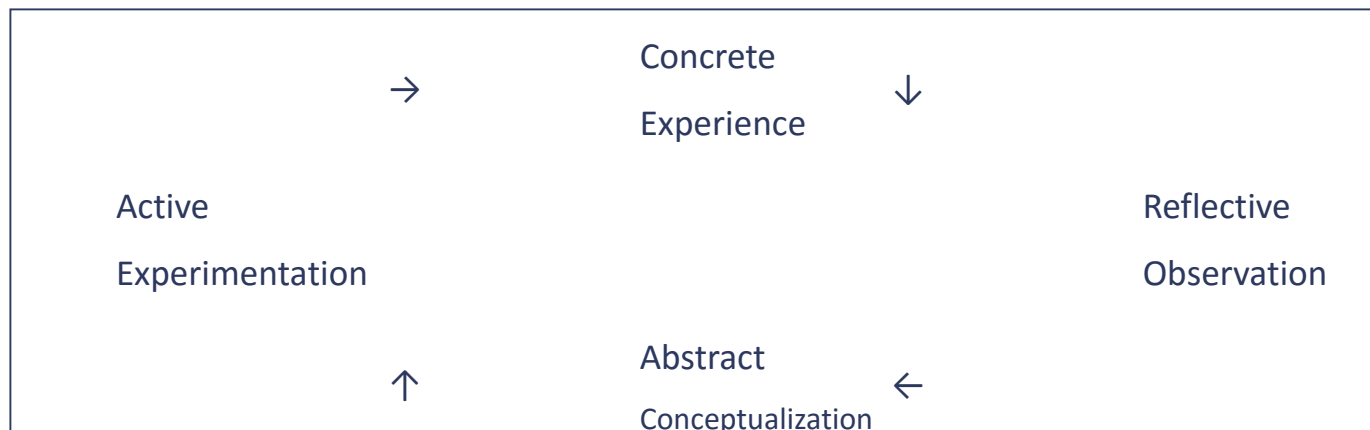 Concrete
→ ↓
Experience
Active
Experimentation
Reflective
Observation
Abstract
↑ ←
Conceptualization